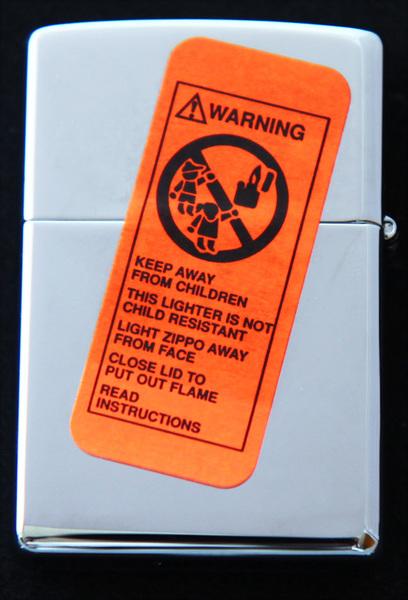 WARNING
KEEP AWAY
FROM CHILDREN
THIS LIGHTER IS NOT
CHILD RESISTANT
LIGHT ZIPPO AWAY
FROM FACE
CLOSE LID TO
PUT OUT FLAME
READ
INSTRUCTIONS